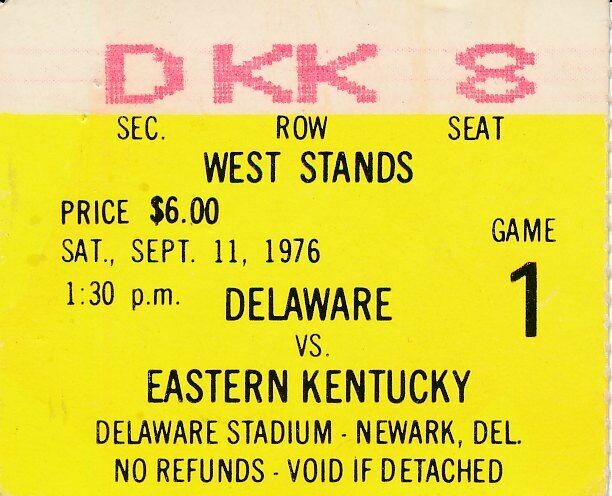 D KK 8
SEC. ROW SEAT
WEST STANDS
PRICE $6.00
SAT., SEPT. 11, 1976
GAME
1:30 p.m.
1
DELAWARE
VS.
EASTERN KENTUCKY
DELAWARE STADIUM - NEWARK, DEL.
NO REFUNDS - VOID IF DETACHED